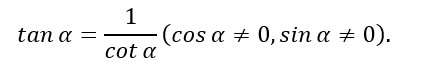 tan α = 1/cot α (cos α ≠ 0, sin α ≠ 0).